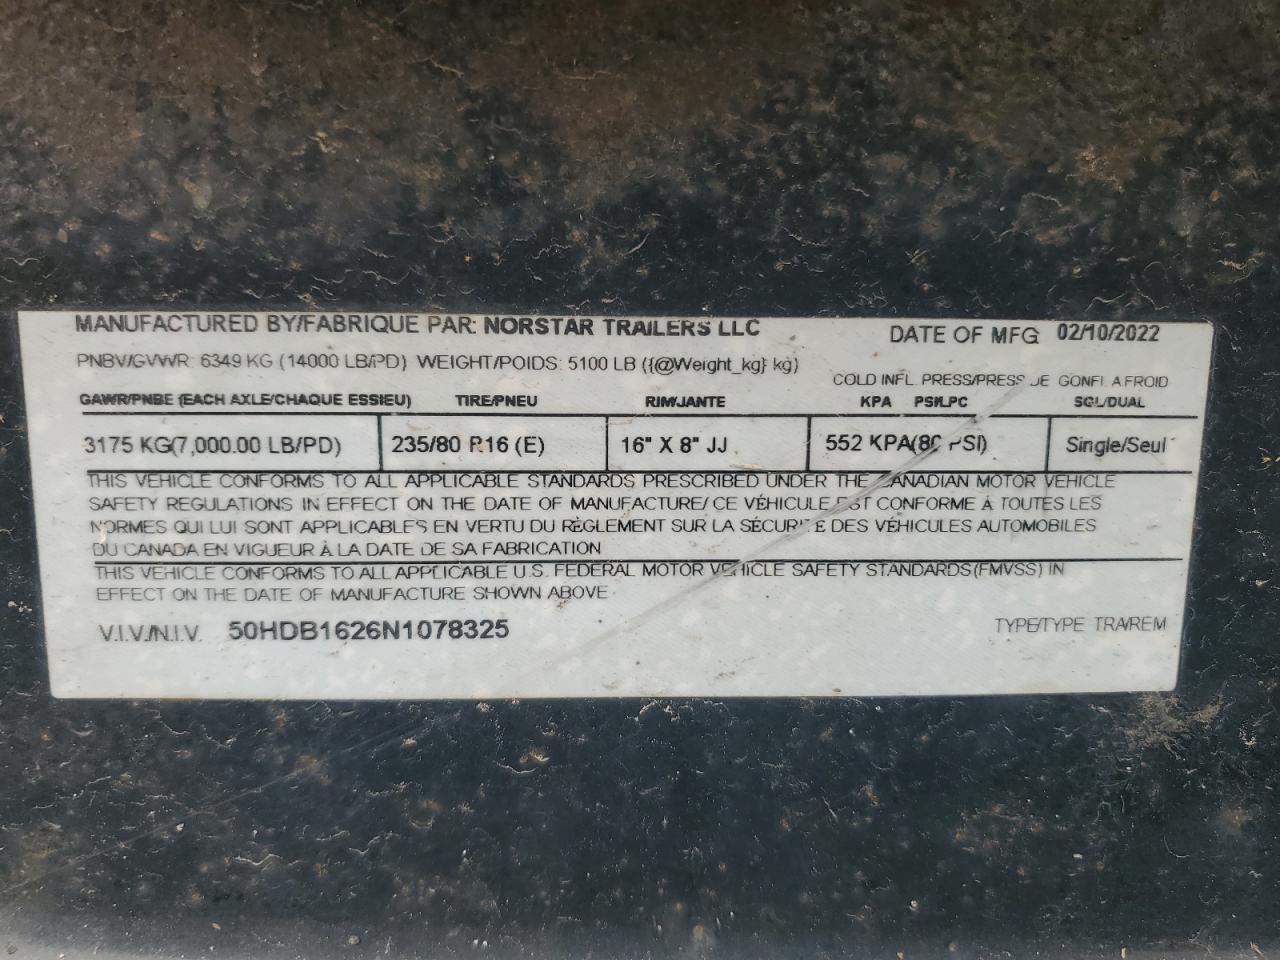 MANUFACTURED BY/FABRIQUE PAR: NORSTAR TRAILERS LLC
DATE OF MFG 02/10/2022
PNBV/GVWR: 6349 KG (14000 LB/PD) WEIGHT/POIDS: 5100 LB ({@Weight_kg} kg)
COLD INFL. PRESS/PRESS DE GONFL A FROID
GAWR/PNBE (EACH AXLE/CHAQUE ESSIEU) TIRE/PNEU RIM/JANTE KPA PSI/LPC SGL/DUAL
3175 KG(7,000.00 LB/PD) 235/80 R16 (E) 16" X 8" JJ 552 KPA(80 PSI) Single/Seul
THIS VEHICLE CONFORMS TO ALL APPLICABLE STANDARDS PRESCRIBED UNDER THE CANADIAN MOTOR VEHICLE
SAFETY REGULATIONS IN EFFECT ON THE DATE OF MANUFACTURE/ CE VÉHICULE EST CONFORME À TOUTES LES
NORMES QUI LUI SONT APPLICABLES EN VERTU DU RÈGLEMENT SUR LA SÉCURITÉ DES VÉHICULES AUTOMOBILES
DU CANADA EN VIGUEUR À LA DATE DE SA FABRICATION
THIS VEHICLE CONFORMS TO ALL APPLICABLE U.S. FEDERAL MOTOR VEHICLE SAFETY STANDARDS (FMVSS) IN
EFFECT ON THE DATE OF MANUFACTURE SHOWN ABOVE
V.I.V./N.I.V. 50HDB1626N1078325 TYPE/TYPE TRA/REM